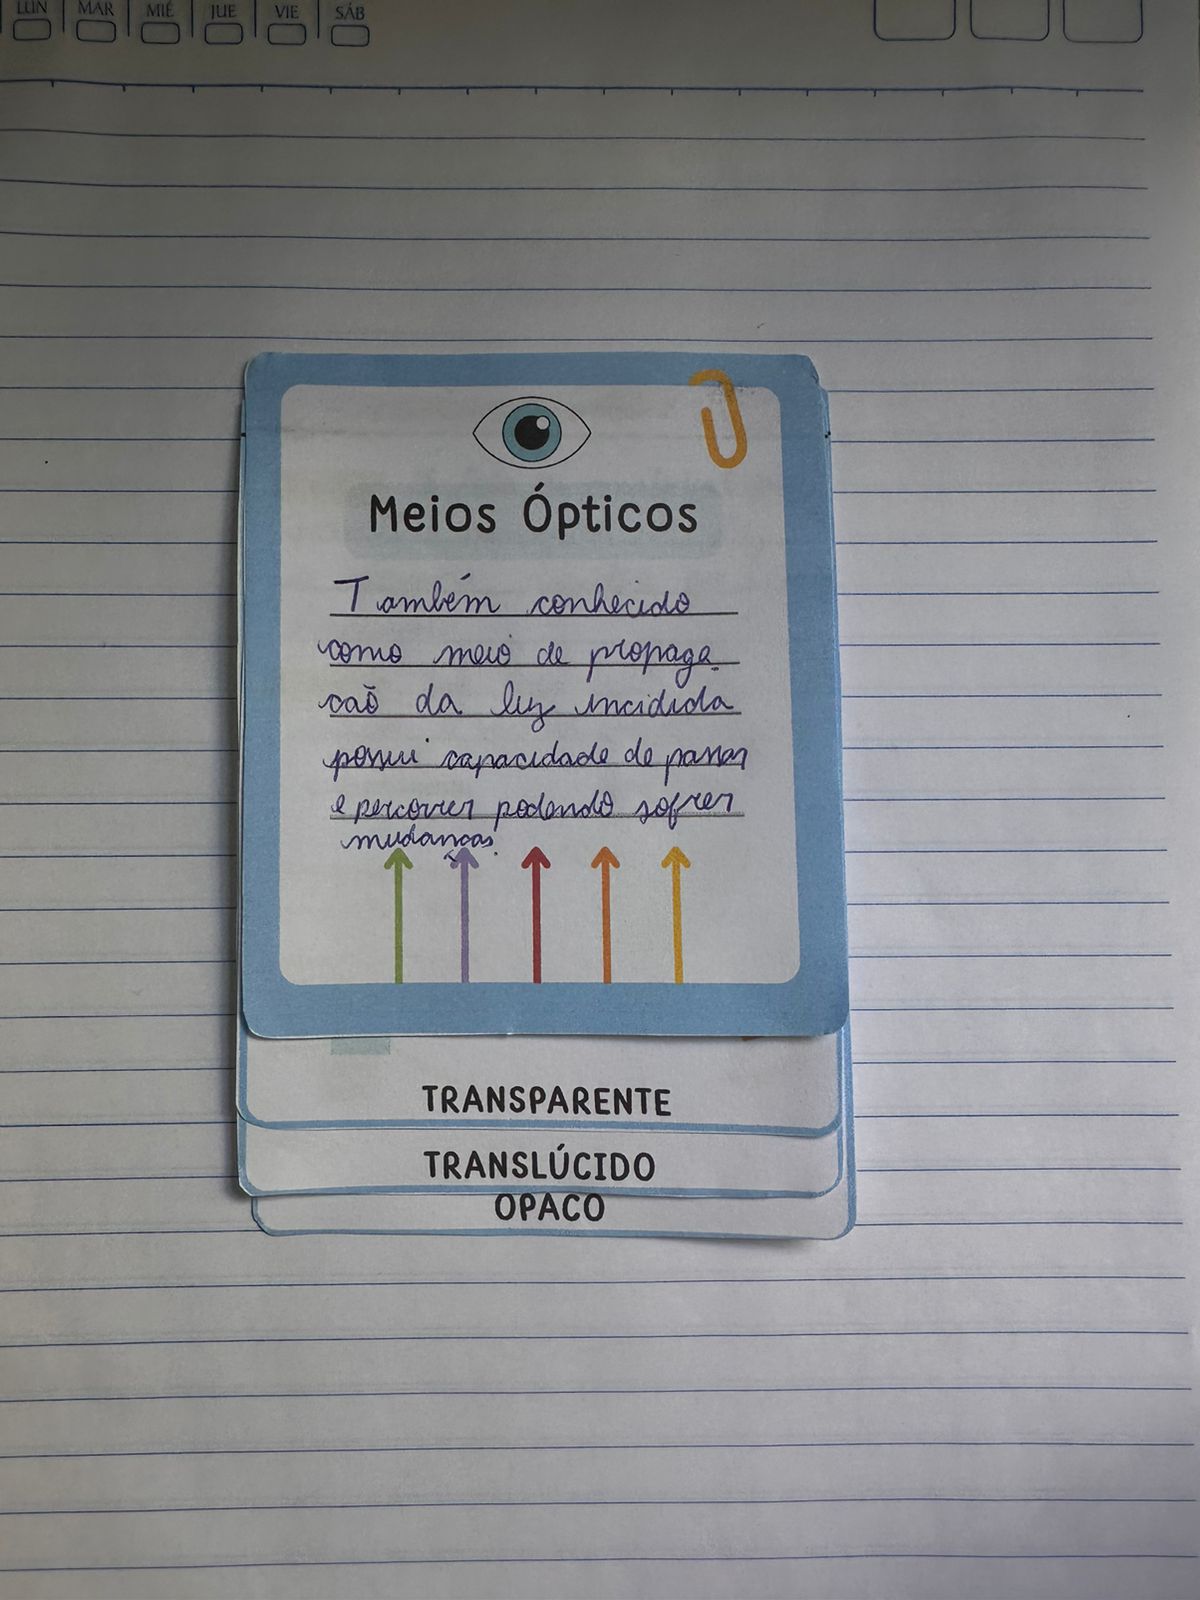 LUN MAR MIÉ JUE VIE SÁB
Meios Ópticos
Também conhecido
como meio de propaga
cão da luz incidida
possui capacidade de passar
e percorrer podendo sofrer
mudanças!
TRANSPARENTE
TRANSLÚCIDO
OPACO